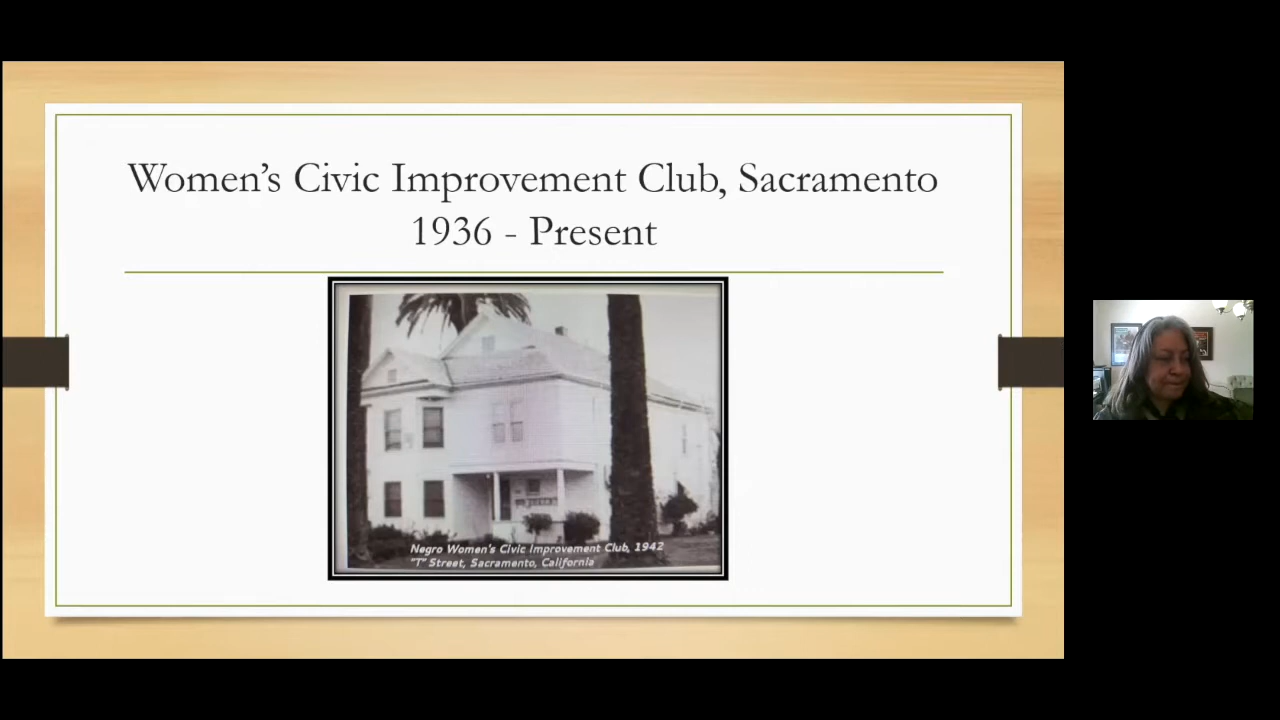 Women's Civic Improvement Club, Sacramento
1936 - Present
Negro Women's Civic Improvement Club, 1942
"T" Street, Sacramento, California